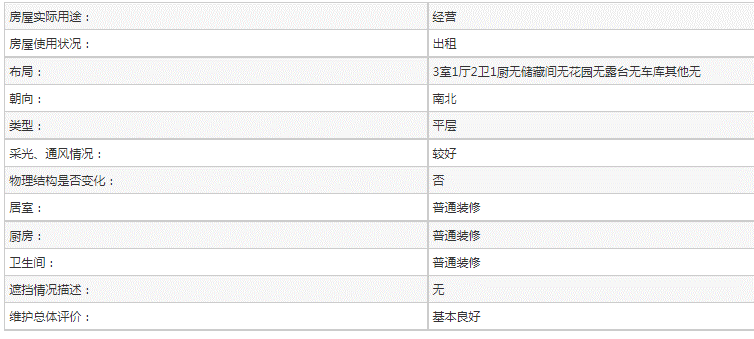 房屋实际用途： 经营
房屋使用状况： 出租
布局： 3室1厅2卫1厨无储藏间无花园无露台无车库其他无
朝向： 南北
类型： 平层
采光、通风情况： 较好
物理结构是否变化： 否
居室： 普通装修
厨房： 普通装修
卫生间： 普通装修
遮挡情况描述： 无
维护总体评价： 基本良好